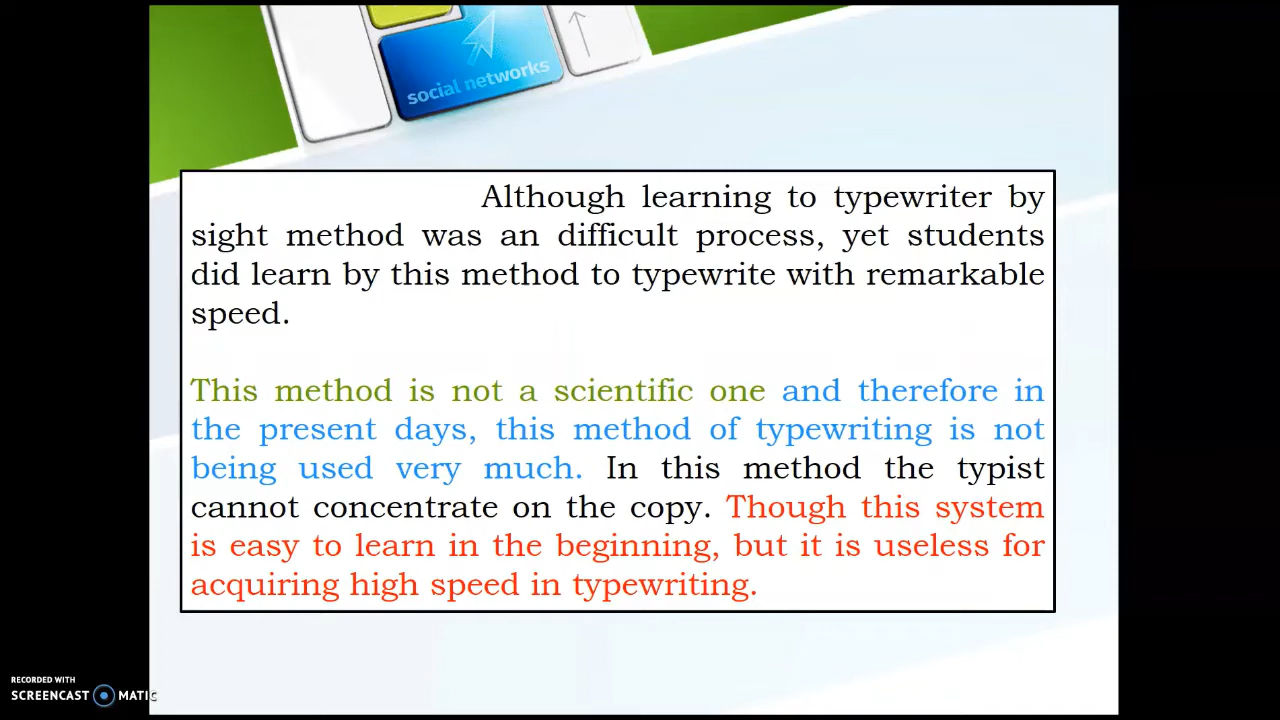 social networks
Although learning to typewriter by
sight method was an difficult process, yet students
did learn by this method to typewrite with remarkable
speed.
This method is not a scientific one and therefore in
the present days, this method of typewriting is not
being used very much. In this method the typist
cannot concentrate on the copy. Though this system
is easy to learn in the beginning, but it is useless for
acquiring high speed in typewriting.
RECORDED WITH
SCREENCAST MATIC